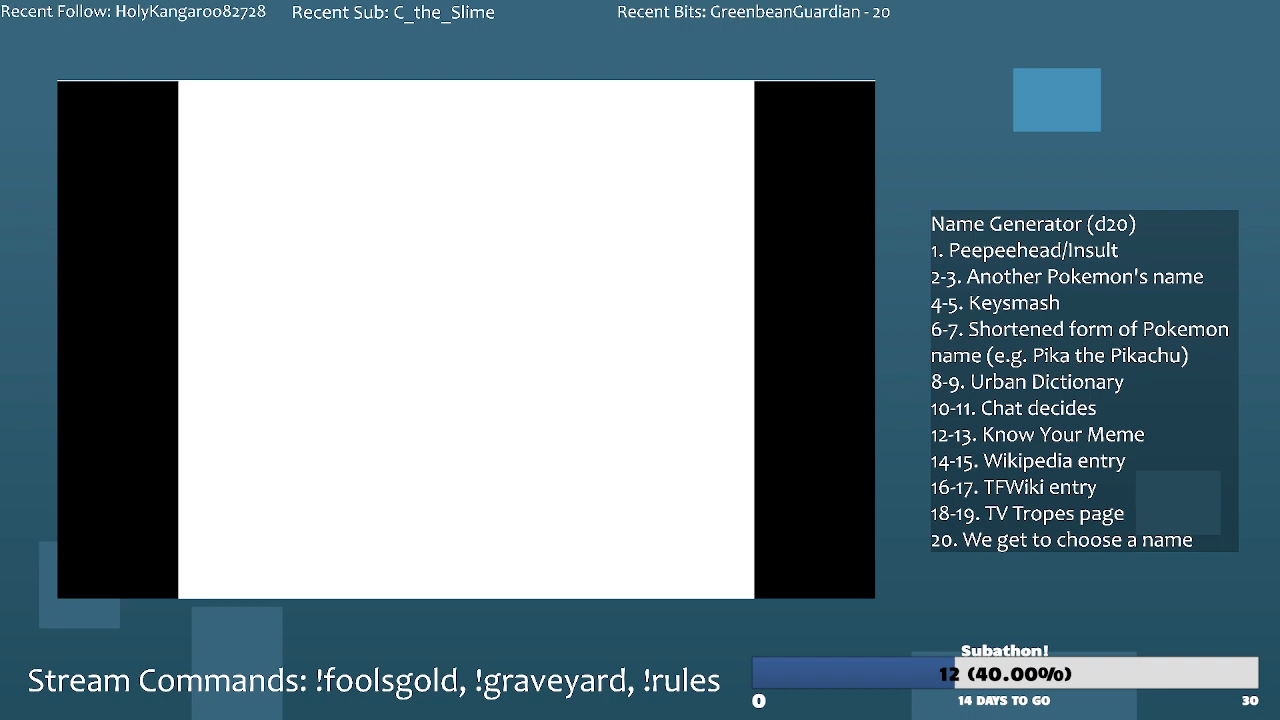 Recent Follow: HolyKangaroo82728
Recent Sub: C_the_Slime
Recent Bits: GreenbeanGuardian - 20
Name Generator (d20)
1. Peepeehead/Insult
2-3. Another Pokemon's name
4-5. Keysmash
6-7. Shortened form of Pokemon
name (e.g. Pika the Pikachu)
8-9. Urban Dictionary
10-11. Chat decides
12-13. Know Your Meme
14-15. Wikipedia entry
16-17. TFWiki entry
18-19. TV Tropes page
20. We get to choose a name
Stream Commands: !foolsgold, !graveyard, !rules
Subathon!
12 (40.00%)
0
14 DAYS TO GO
30